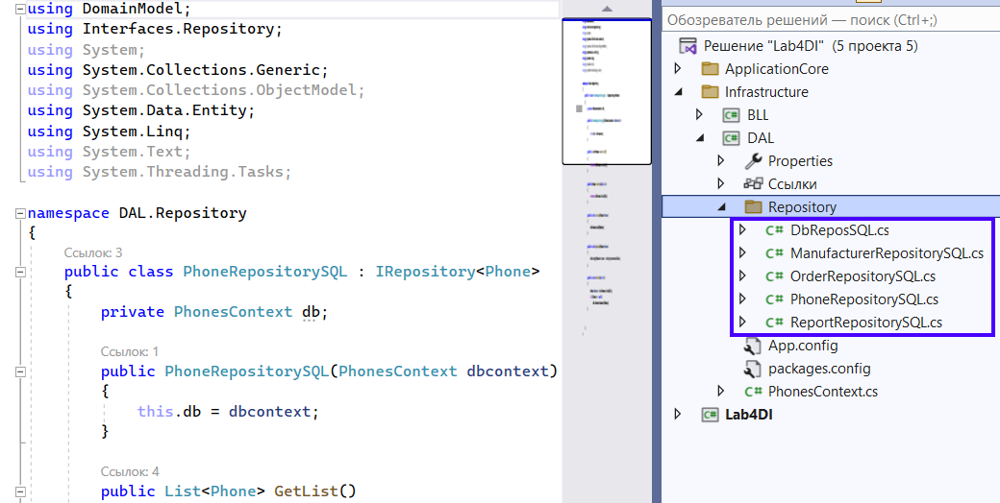 using DomainModel;
using Interfaces.Repository;
using System;
using System.Collections.Generic;
using System.Collections.ObjectModel;
using System.Data.Entity;
using System.Linq;
using System.Text;
using System.Threading.Tasks;
namespace DAL.Repository
{
Ссылок: 3
public class PhoneRepositorySQL : IRepository<Phone>
{
private PhonesContext db;
Ссылок: 1
public PhoneRepositorySQL(PhonesContext dbcontext)
{
this.db = dbcontext;
}
Ссылок: 4
public List<Phone> GetList()
Обозреватель решений — поиск (Ctrl+;)
Решение "Lab4DI" (5 проекта 5)
ApplicationCore
Infrastructure
C# BLL
C# DAL
Properties
Ссылки
Repository
C# DbReposSQL.cs
C# ManufacturerRepositorySQL.cs
C# OrderRepositorySQL.cs
C# PhoneRepositorySQL.cs
C# ReportRepositorySQL.cs
App.config
packages.config
C# PhonesContext.cs
C# Lab4DI